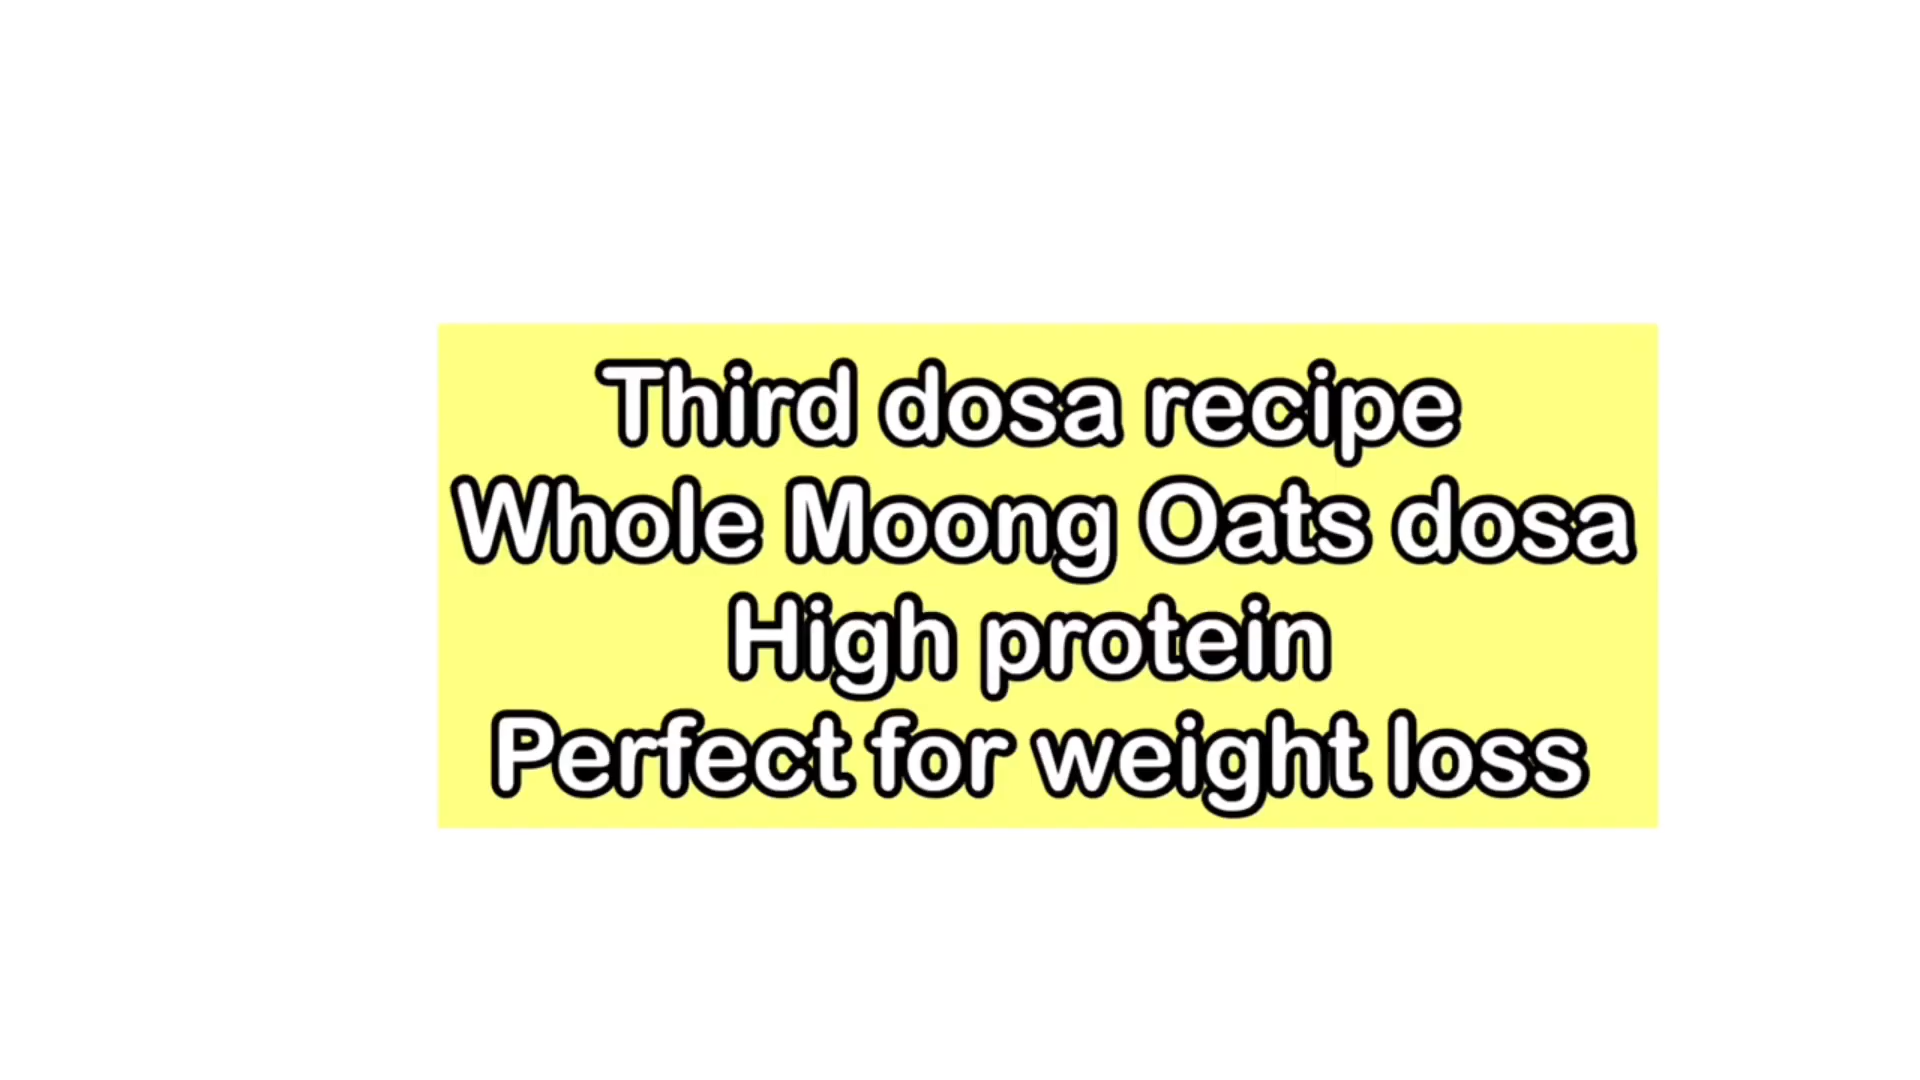 Third dosa recipe
Whole Moong Oats dosa
High protein
Perfect for weight loss